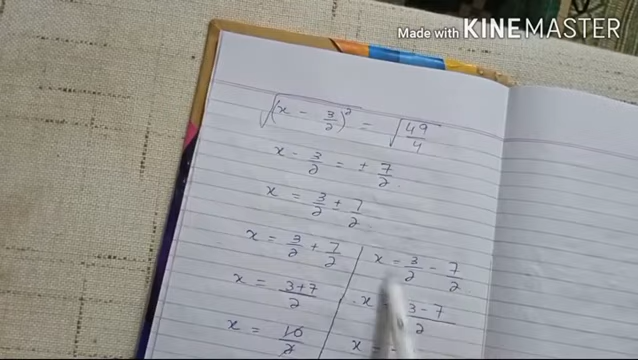 Made with KINEMASTER
√(x - 3/2)² = √49/4
x - 3/2 = ± 7/2
x = 3/2 ± 7/2
x = 3/2 + 7/2
x = 3/2 - 7/2
x = 3+7/2
x 3-7/2
x = 10/2
x =